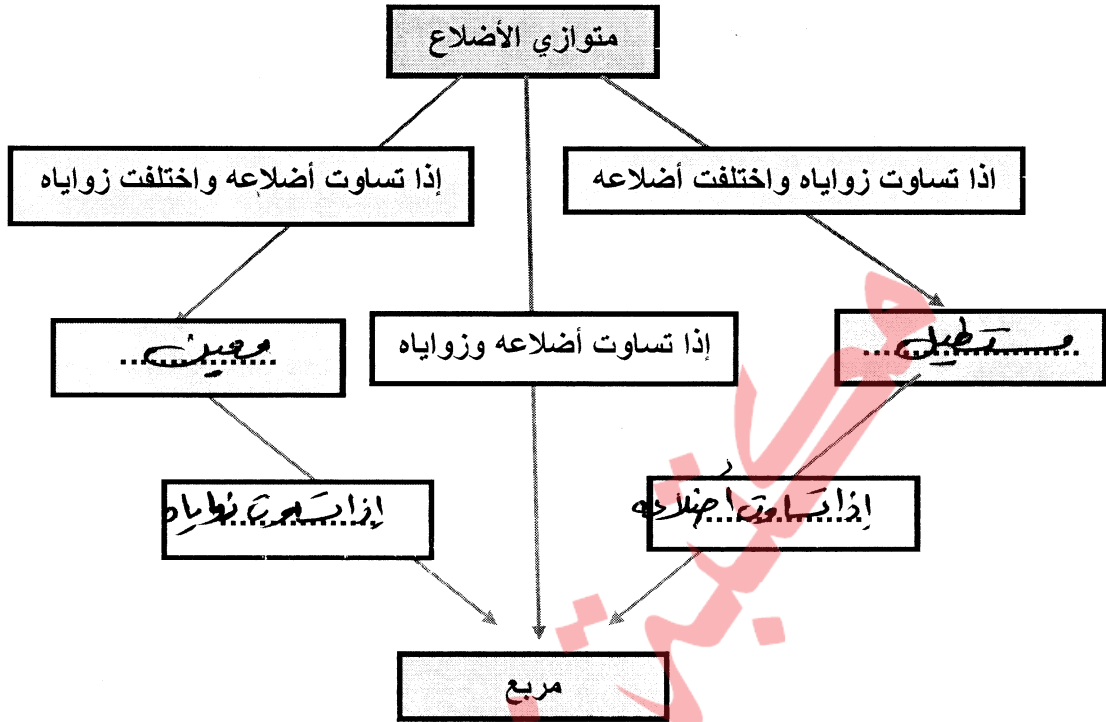 متوازي الأضلاع
اذا تساوت زواياه واختلفت أضلاعه
إذا تساوت أضلاعه واختلفت زواياه
مستطيل
إذا تساوت أضلاعه وزواياه
معين
إذا تساوت أضلاعه
إذا تساوت زواياه
مربع